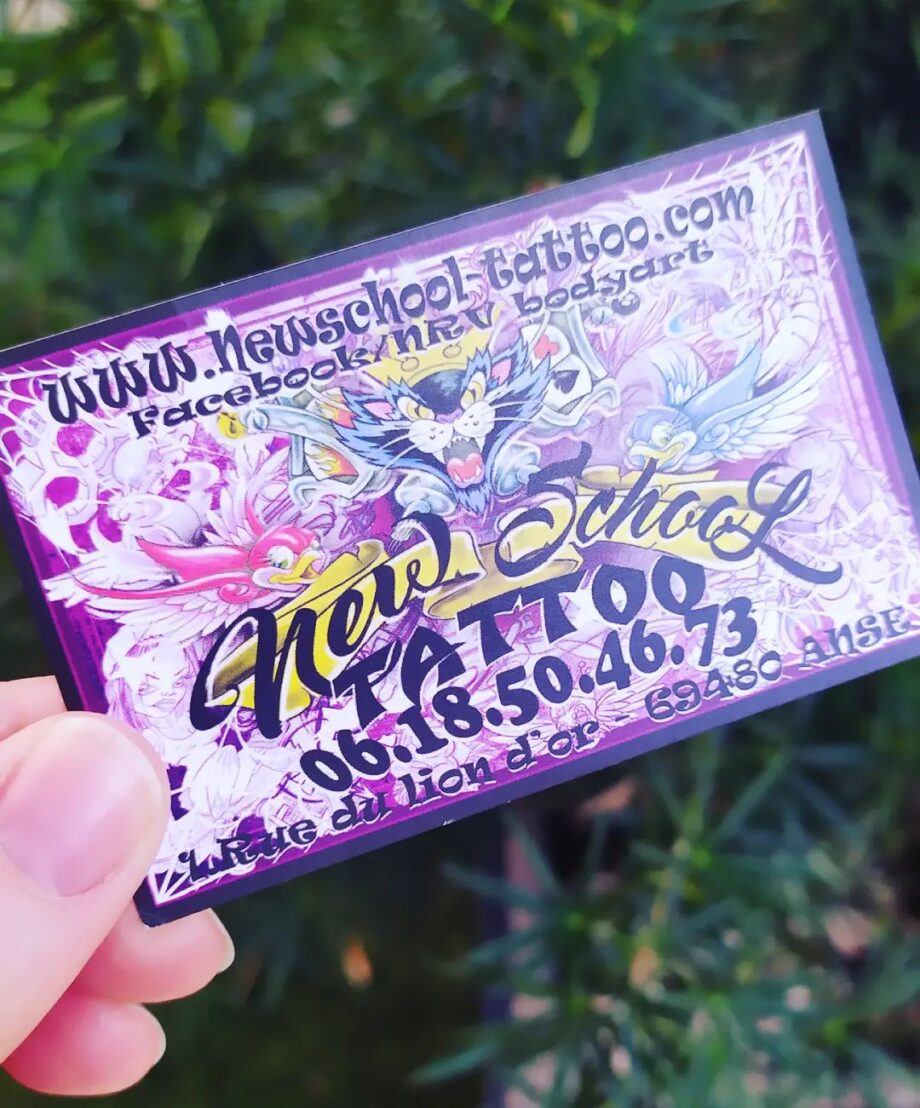 www.newschool-tattoo.com
Facebook/NRV bodyart
New School
TATTOO
06.18.50.46.73
1 Rue du lion d'or - 69480 ANSE